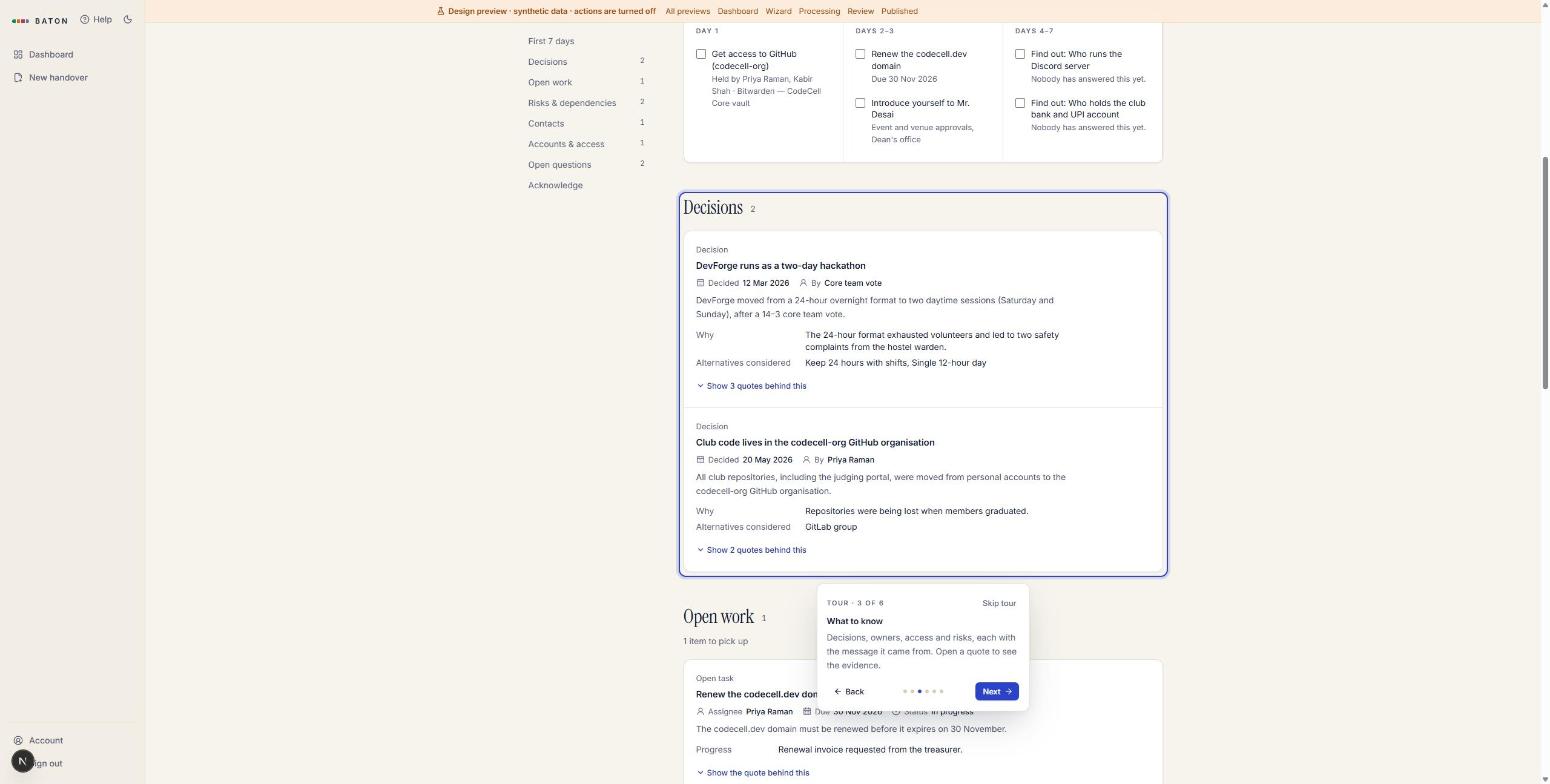 BATON
Help
Design preview · synthetic data · actions are turned off
All previews
Dashboard
Wizard
Processing
Review
Published
Dashboard
New handover
First 7 days
Decisions 2
Open work 1
Risks & dependencies 2
Contacts 1
Accounts & access 1
Open questions 2
Acknowledge
DAY 1
Get access to GitHub
(codecell-org)
Held by Priya Raman, Kabir
Shah · Bitwarden — CodeCell
Core vault
DAYS 2–3
Renew the codecell.dev
domain
Due 30 Nov 2026
Introduce yourself to Mr.
Desai
Event and venue approvals,
Dean's office
DAYS 4–7
Find out: Who runs the
Discord server
Nobody has answered this yet.
Find out: Who holds the club
bank and UPI account
Nobody has answered this yet.
Decisions 2
Decision
DevForge runs as a two-day hackathon
Decided 12 Mar 2026 By Core team vote
DevForge moved from a 24-hour overnight format to two daytime sessions (Saturday and
Sunday), after a 14–3 core team vote.
Why The 24-hour format exhausted volunteers and led to two safety
complaints from the hostel warden.
Alternatives considered Keep 24 hours with shifts, Single 12-hour day
Show 3 quotes behind this
Decision
Club code lives in the codecell-org GitHub organisation
Decided 20 May 2026 By Priya Raman
All club repositories, including the judging portal, were moved from personal accounts to the
codecell-org GitHub organisation.
Why Repositories were being lost when members graduated.
Alternatives considered GitLab group
Show 2 quotes behind this
Open work 1
1 item to pick up
Open task
Renew the codecell.dev dom
Assignee Priya Raman Due 30 Nov 2026 Status In progress
The codecell.dev domain must be renewed before it expires on 30 November.
Progress Renewal invoice requested from the treasurer.
Show the quote behind this
TOUR · 3 OF 6
Skip tour
What to know
Decisions, owners, access and risks, each with
the message it came from. Open a quote to see
the evidence.
Back
Next
Account
N
ign out